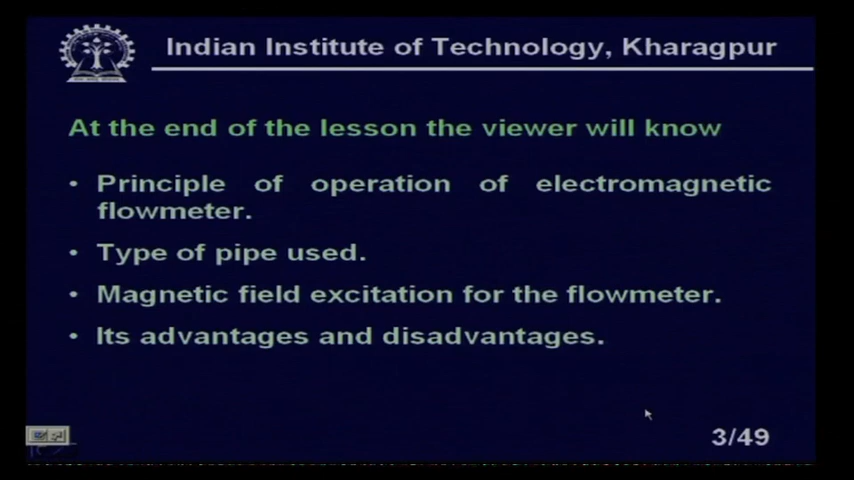 Indian Institute of Technology, Kharagpur
At the end of the lesson the viewer will know
• Principle of operation of electromagnetic
flowmeter.
• Type of pipe used.
• Magnetic field excitation for the flowmeter.
• Its advantages and disadvantages.
3/49